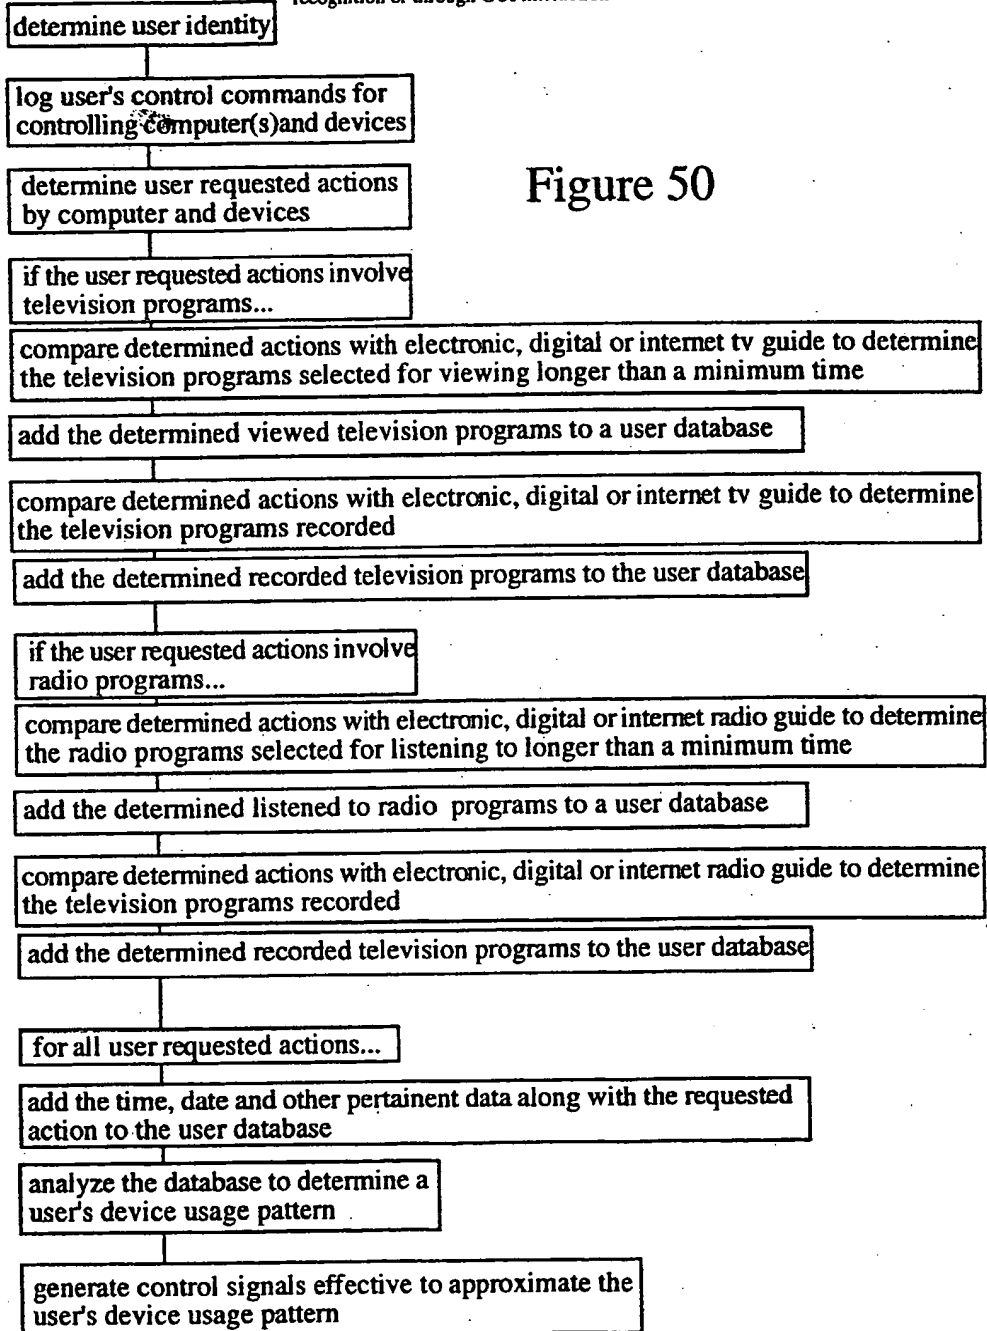 determine user identity
log user's control commands for
controlling computer(s)and devices
Figure 50
determine user requested actions
by computer and devices
if the user requested actions involve
television programs...
compare determined actions with electronic, digital or internet tv guide to determine
the television programs selected for viewing longer than a minimum time
add the determined viewed television programs to a user database
compare determined actions with electronic, digital or internet tv guide to determine
the television programs recorded
add the determined recorded television programs to the user database
if the user requested actions involve
radio programs...
compare determined actions with electronic, digital or internet radio guide to determine
the radio programs selected for listening to longer than a minimum time
add the determined listened to radio programs to a user database
compare determined actions with electronic, digital or internet radio guide to determine
the television programs recorded
add the determined recorded television programs to the user database
for all user requested actions...
add the time, date and other pertainent data along with the requested
action to the user database
analyze the database to determine a
user's device usage pattern
generate control signals effective to approximate the
user's device usage pattern